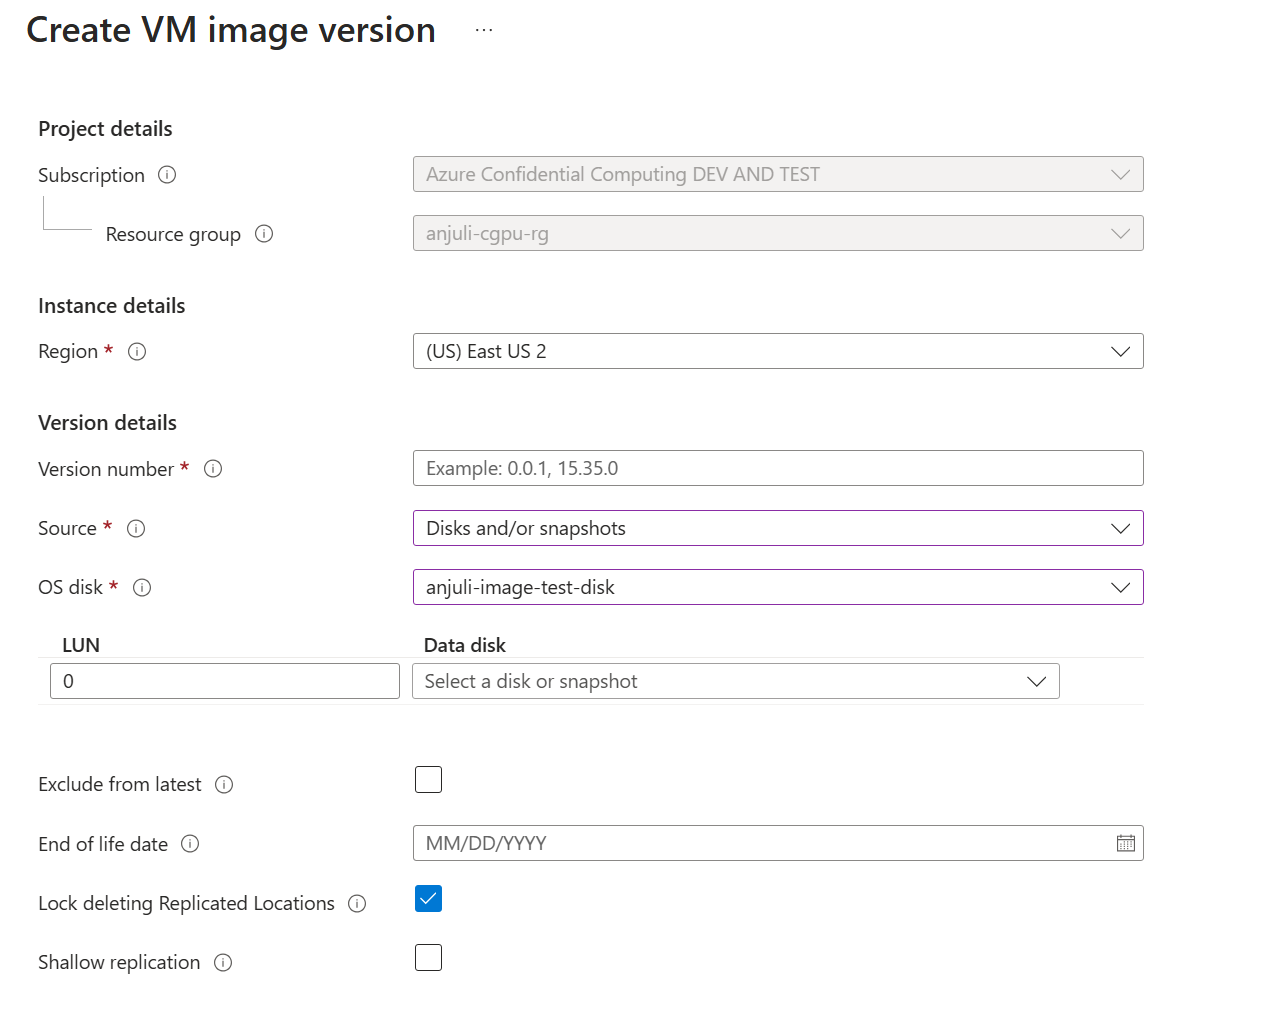 Create VM image version ...
Project details
Subscription
Azure Confidential Computing DEV AND TEST
Resource group
anjuli-cgpu-rg
Instance details
Region *
(US) East US 2
Version details
Version number *
Example: 0.0.1, 15.35.0
Source *
Disks and/or snapshots
OS disk *
anjuli-image-test-disk
LUN Data disk
0 Select a disk or snapshot
Exclude from latest
End of life date
MM/DD/YYYY
Lock deleting Replicated Locations
Shallow replication